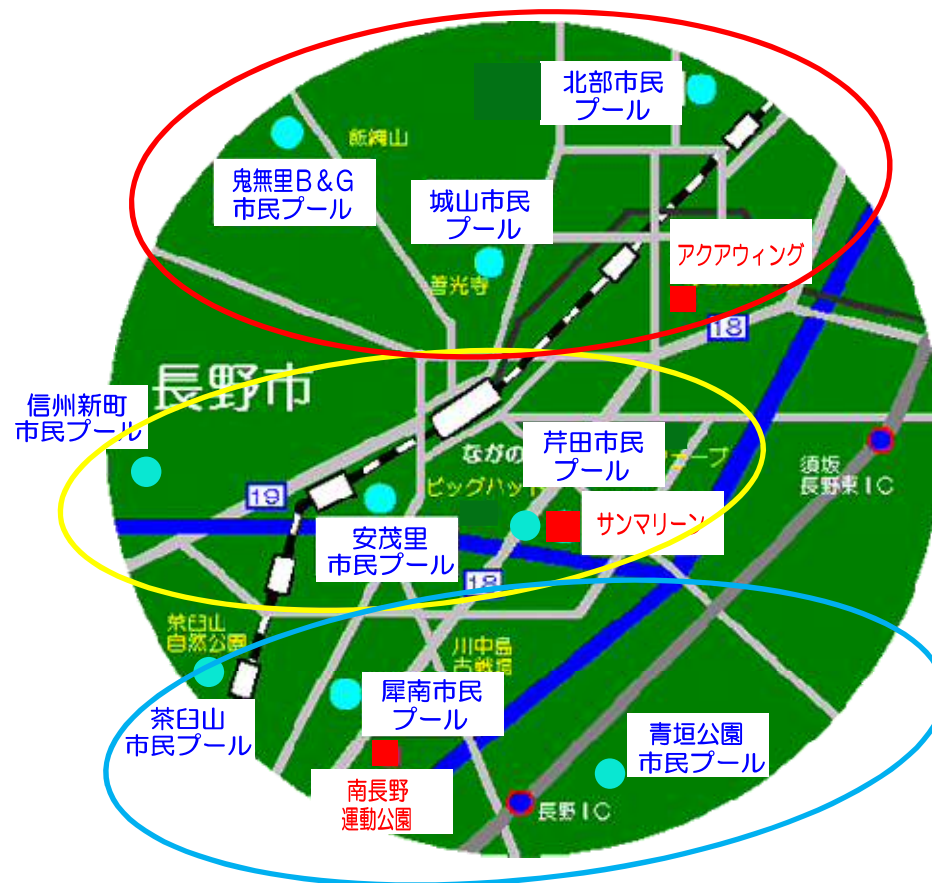 北部市民
プール
飯綱山
鬼無里B&G
市民プール
城山市民
プール
アクアウィング
善光寺
18
長野市
信州新町
市民プール
芹田市民
プール
ながの
ビッグハット
須坂
長野東IC
19
サンマリーン
安茂里
市民プール
18
茶臼山
自然公園
川中島
古戦場
犀南市民
プール
茶臼山
市民プール
青垣公園
市民プール
南長野
運動公園
長野IC